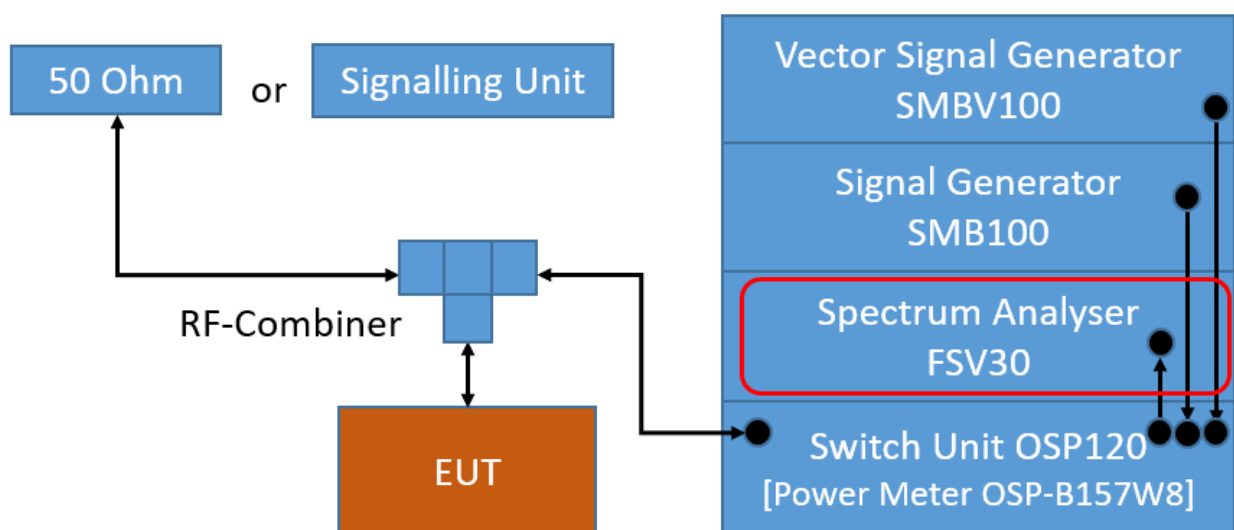 50 Ohm
or
Signalling Unit
Vector Signal Generator
SMBV100
Signal Generator
SMB100
RF-Combiner
Spectrum Analyser
FSV30
EUT
Switch Unit OSP120
[Power Meter OSP-B157W8]